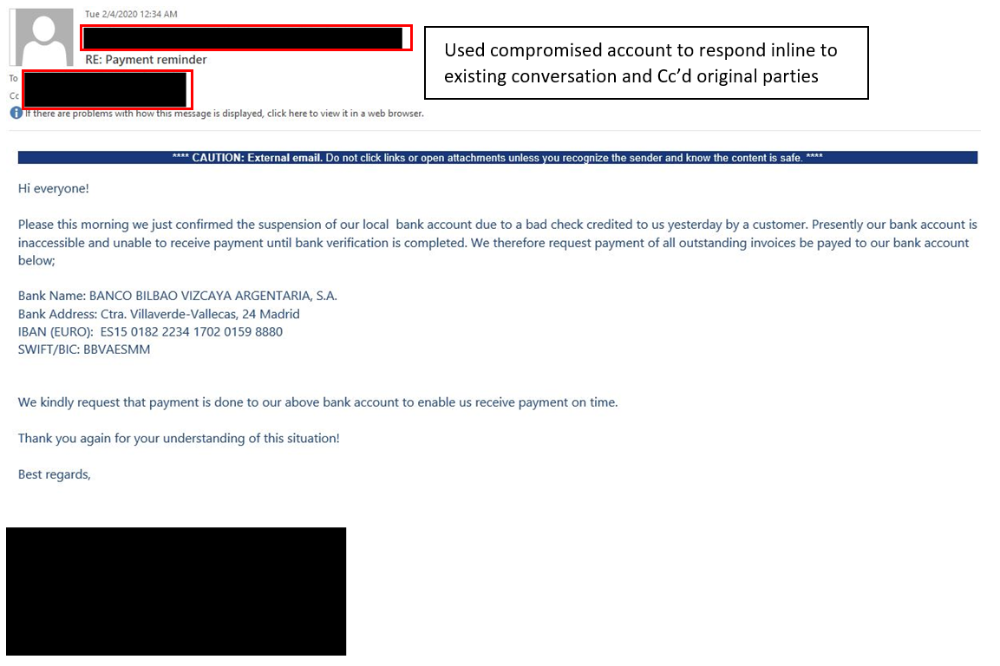 Tue 2/4/2020 12:34 AM
Used compromised account to respond inline to
existing conversation and Cc'd original parties
RE: Payment reminder
To
Cc
If there are problems with how this message is displayed, click here to view it in a web browser.
**** CAUTION: External email. Do not click links or open attachments unless you recognize the sender and know the content is safe. ****
Hi everyone!
Please this morning we just confirmed the suspension of our local  bank account due to a bad check credited to us yesterday by a customer. Presently our bank account is
inaccessible and unable to receive payment until bank verification is completed. We therefore request payment of all outstanding invoices be payed to our bank account
below;
Bank Name: BANCO BILBAO VIZCAYA ARGENTARIA, S.A.
Bank Address: Ctra. Villaverde-Vallecas, 24 Madrid
IBAN (EURO):  ES15 0182 2234 1702 0159 8880
SWIFT/BIC: BBVAESMM
We kindly request that payment is done to our above bank account to enable us receive payment on time.
Thank you again for your understanding of this situation!
Best regards,